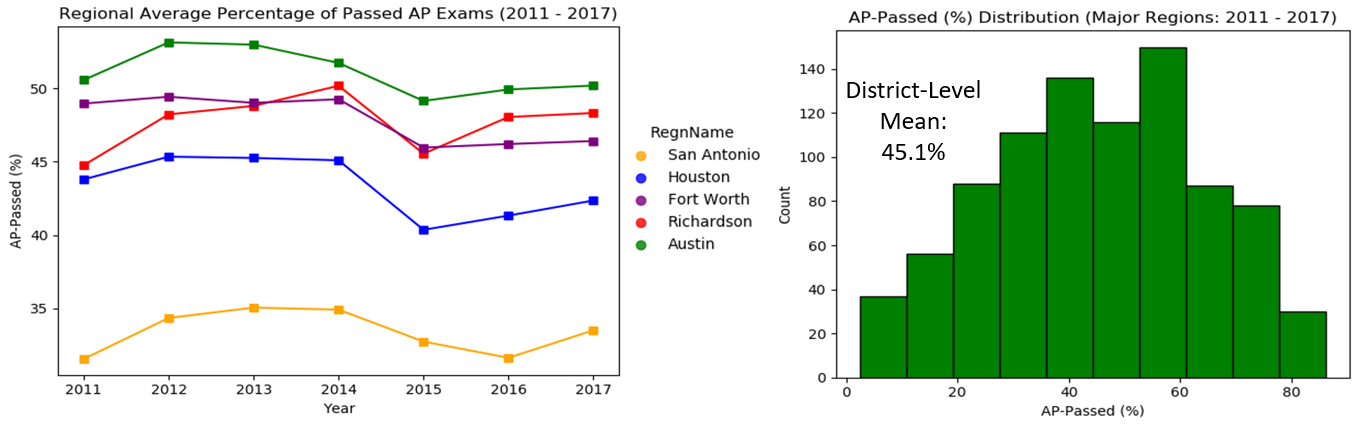 Regional Average Percentage of Passed AP Exams (2011 - 2017)
AP-Passed (%)
50
45
40
35
2011 2012 2013 2014 2015 2016 2017
Year
RegnName
San Antonio
Houston
Fort Worth
Richardson
Austin
AP-Passed (%) Distribution (Major Regions: 2011 - 2017)
District-Level
Mean:
45.1%
Count
140
120
100
80
60
40
20
0
0 20 40 60 80
AP-Passed (%)